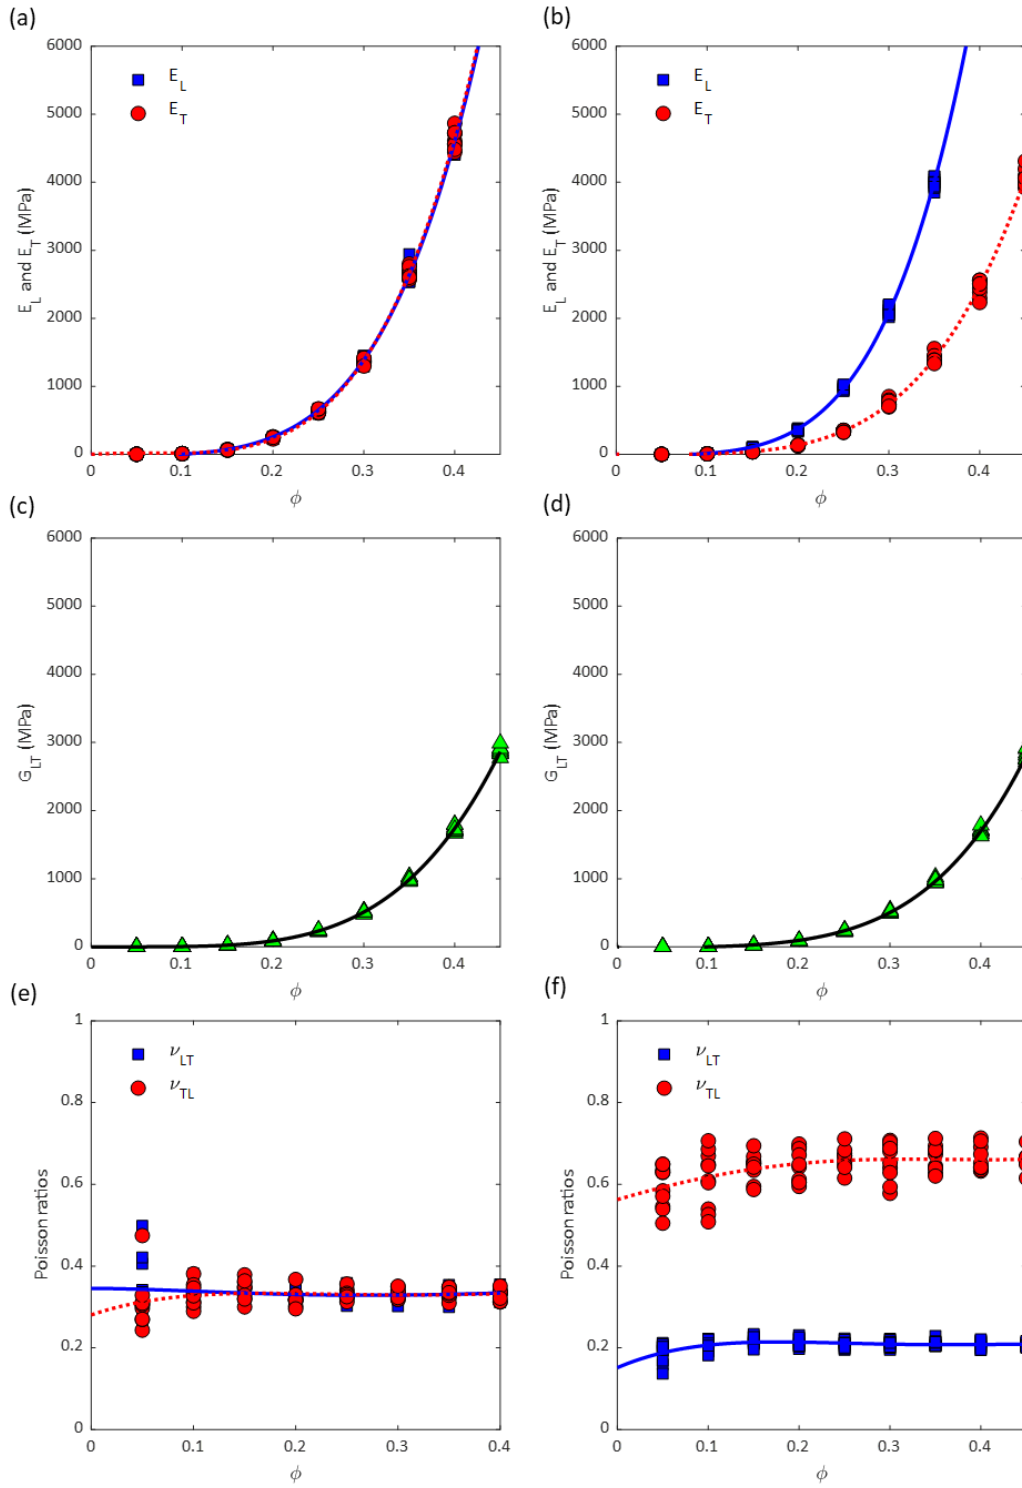 (a)
6000
5000
4000
3000
2000
1000
0
E_L and E_T (MPa)
E_L
E_T
0 0.1 0.2 0.3 0.4
ϕ
(b)
6000
5000
4000
3000
2000
1000
0
E_L and E_T (MPa)
E_L
E_T
0 0.1 0.2 0.3 0.4
ϕ
(c)
6000
5000
4000
3000
2000
1000
0
G_LT (MPa)
0 0.1 0.2 0.3 0.4
ϕ
(d)
6000
5000
4000
3000
2000
1000
0
G_LT (MPa)
0 0.1 0.2 0.3 0.4
ϕ
(e)
1
0.8
0.6
0.4
0.2
0
Poisson ratios
ν_LT
ν_TL
0 0.1 0.2 0.3 0.4
ϕ
(f)
1
0.8
0.6
0.4
0.2
0
Poisson ratios
ν_LT
ν_TL
0 0.1 0.2 0.3 0.4
ϕ